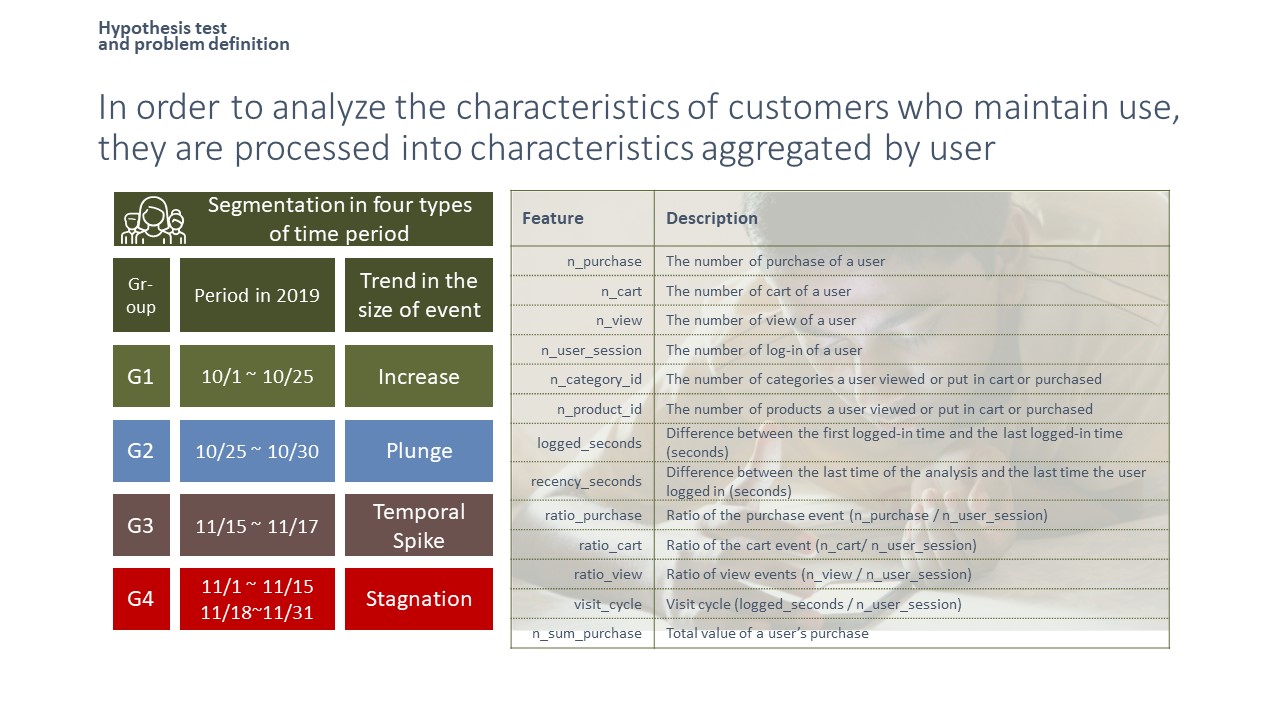 Hypothesis test
and problem definition
In order to analyze the characteristics of customers who maintain use,
they are processed into characteristics aggregated by user
Segmentation in four types
of time period
Gr-
oup
Period in 2019
Trend in the
size of event
G1
10/1 ~ 10/25
Increase
G2
10/25 ~ 10/30
Plunge
G3
11/15 ~ 11/17
Temporal
Spike
G4
11/1 ~ 11/15
11/18~11/31
Stagnation
Feature
Description
n_purchase
The number of purchase of a user
n_cart
The number of cart of a user
n_view
The number of view of a user
n_user_session
The number of log-in of a user
n_category_id
The number of categories a user viewed or put in cart or purchased
n_product_id
The number of products a user viewed or put in cart or purchased
logged_seconds
Difference between the first logged-in time and the last logged-in time
(seconds)
recency_seconds
Difference between the last time of the analysis and the last time the user
logged in (seconds)
ratio_purchase
Ratio of the purchase event (n_purchase / n_user_session)
ratio_cart
Ratio of the cart event (n_cart/ n_user_session)
ratio_view
Ratio of view events (n_view / n_user_session)
visit_cycle
Visit cycle (logged_seconds / n_user_session)
n_sum_purchase
Total value of a user’s purchase